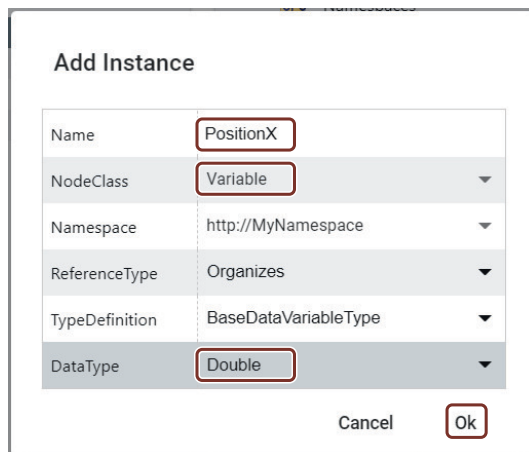 Namespaces
Add Instance
Name PositionX
NodeClass Variable
Namespace http://MyNamespace
ReferenceType Organizes
TypeDefinition BaseDataVariableType
DataType Double
Cancel Ok